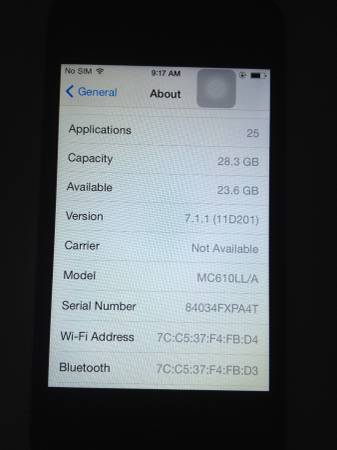 No SIM 9:17 AM
General About
Applications 25
Capacity 28.3 GB
Available 23.6 GB
Version 7.1.1 (11D201)
Carrier Not Available
Model MC610LL/A
Serial Number 84034FXPA4T
Wi-Fi Address 7C:C5:37:F4:FB:D4
Bluetooth 7C:C5:37:F4:FB:D3